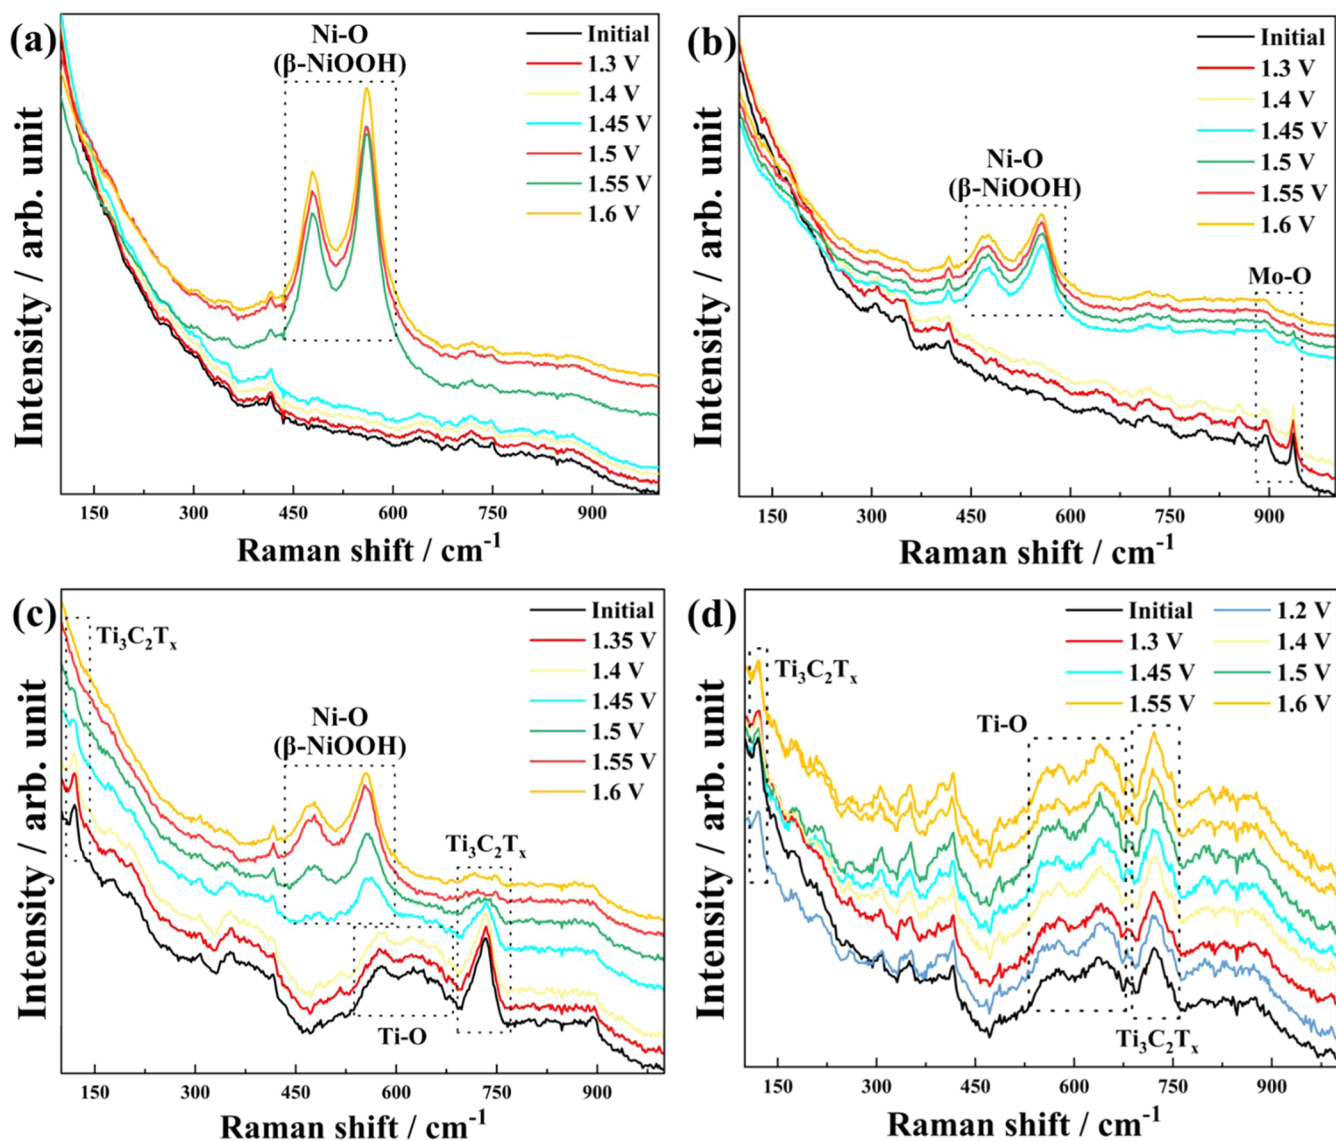 (a)
Ni-O
(β-NiOOH)
Initial
1.3 V
1.4 V
1.45 V
1.5 V
1.55 V
1.6 V
Intensity / arb. unit
150 300 450 600 750 900
Raman shift / cm⁻¹
(b)
Ni-O
(β-NiOOH)
Mo-O
Initial
1.3 V
1.4 V
1.45 V
1.5 V
1.55 V
1.6 V
Intensity / arb. unit
150 300 450 600 750 900
Raman shift / cm⁻¹
(c)
Ti₃C₂Tₓ
Ni-O
(β-NiOOH)
Initial
1.35 V
1.4 V
1.45 V
1.5 V
1.55 V
1.6 V
Ti₃C₂Tₓ
Ti-O
Intensity / arb. unit
150 300 450 600 750 900
Raman shift / cm⁻¹
(d)
Initial 1.2 V
1.3 V 1.4 V
1.45 V 1.5 V
1.55 V 1.6 V
Ti₃C₂Tₓ
Ti-O
Ti₃C₂Tₓ
Intensity / arb. unit
150 300 450 600 750 900
Raman shift / cm⁻¹